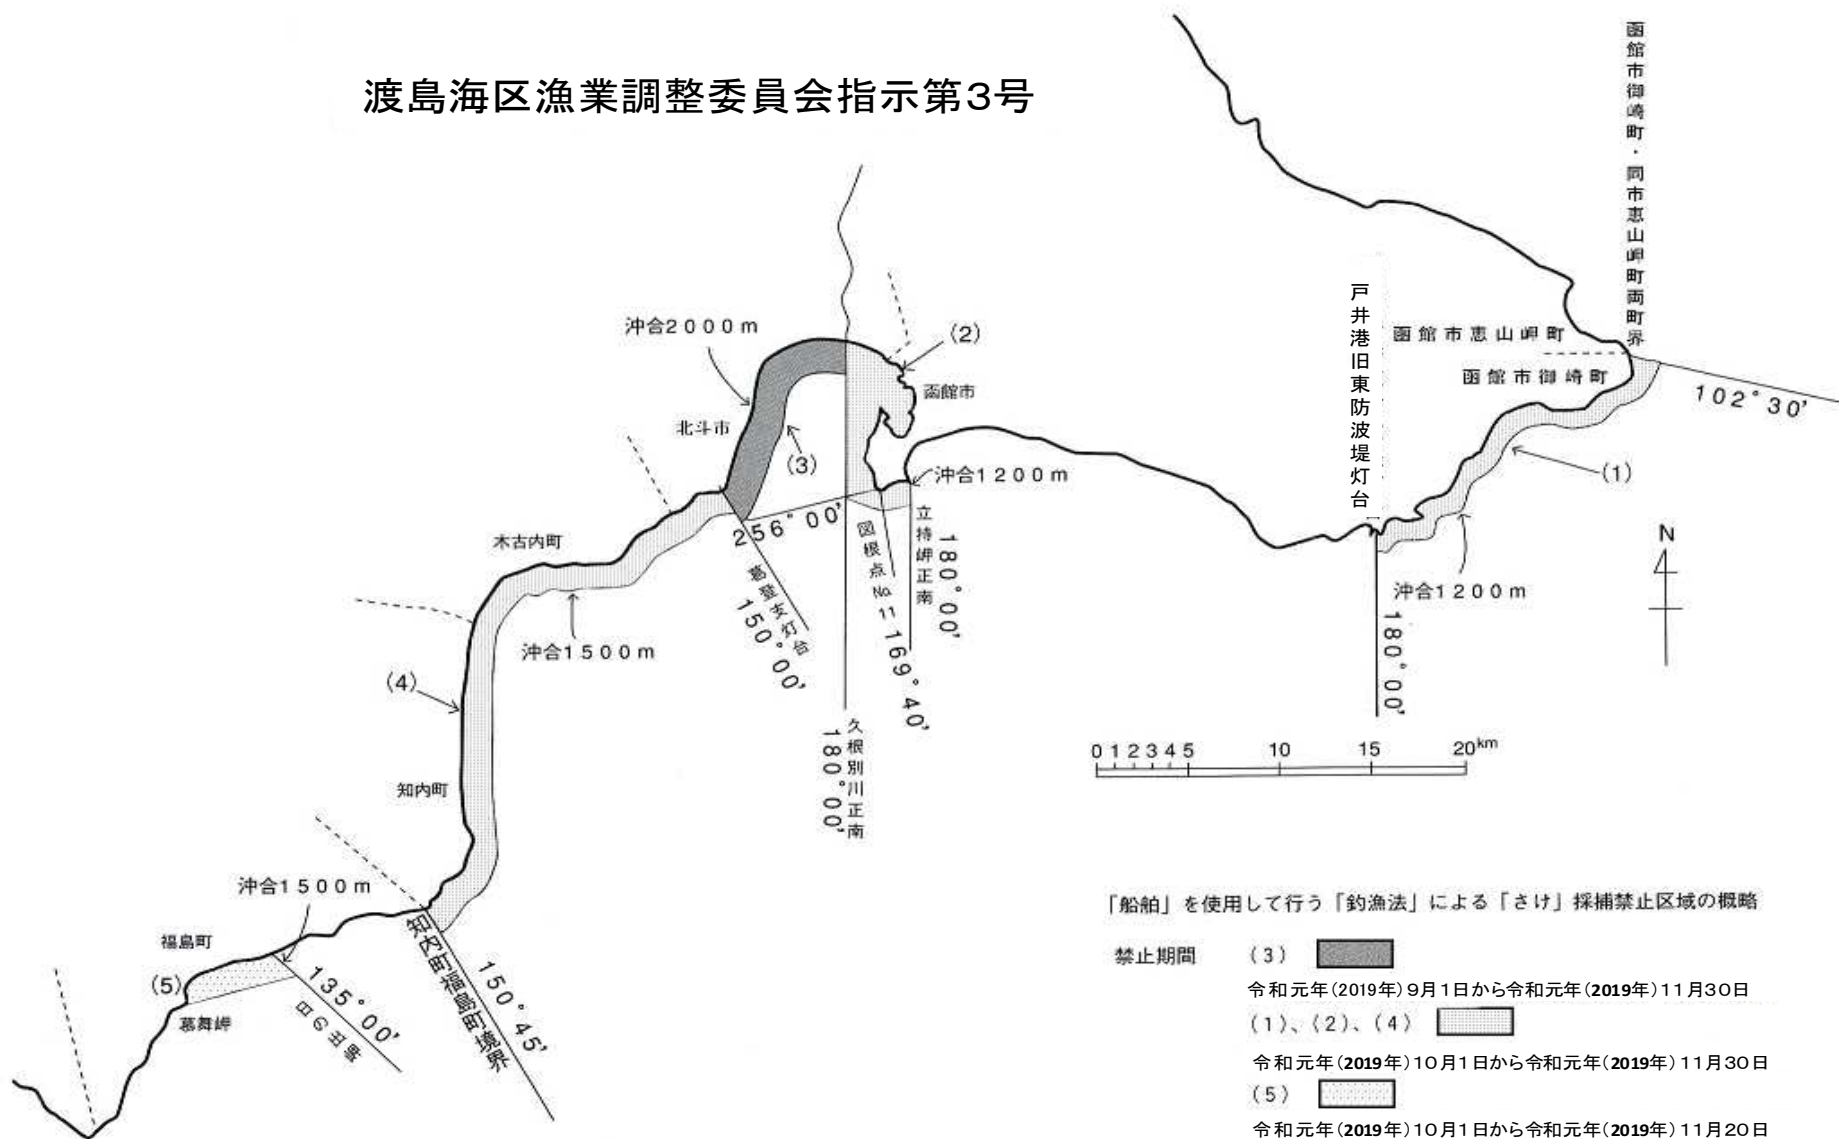 渡島海区漁業調整委員会指示第3号
函館市御崎町・同市恵山岬町両町界
戸井港旧東防波堤灯台
函館市恵山岬町
函館市御崎町
102°30’
(1)
沖合1200m
180°00’
N
沖合2000m
(2)
函館市
北斗市
(3)
沖合1200m
256°00’
立待岬正南
180°00’
図根点№11
169°40’
葛登支灯台
150°00’
久根別川正南
180°00’
木古内町
沖合1500m
(4)
知内町
知内町福島町境界
150°45’
沖合1500m
福島町
(5)
135°00’
日の出
慕舞岬
0 1 2 3 4 5 10 15 20km
「船舶」を使用して行う「釣漁法」による「さけ」採捕禁止区域の概略
禁止期間 (3)
令和元年(2019年)9月1日から令和元年(2019年)11月30日
(1)、(2)、(4)
令和元年(2019年)10月1日から令和元年(2019年)11月30日
(5)
令和元年(2019年)10月1日から令和元年(2019年)11月20日